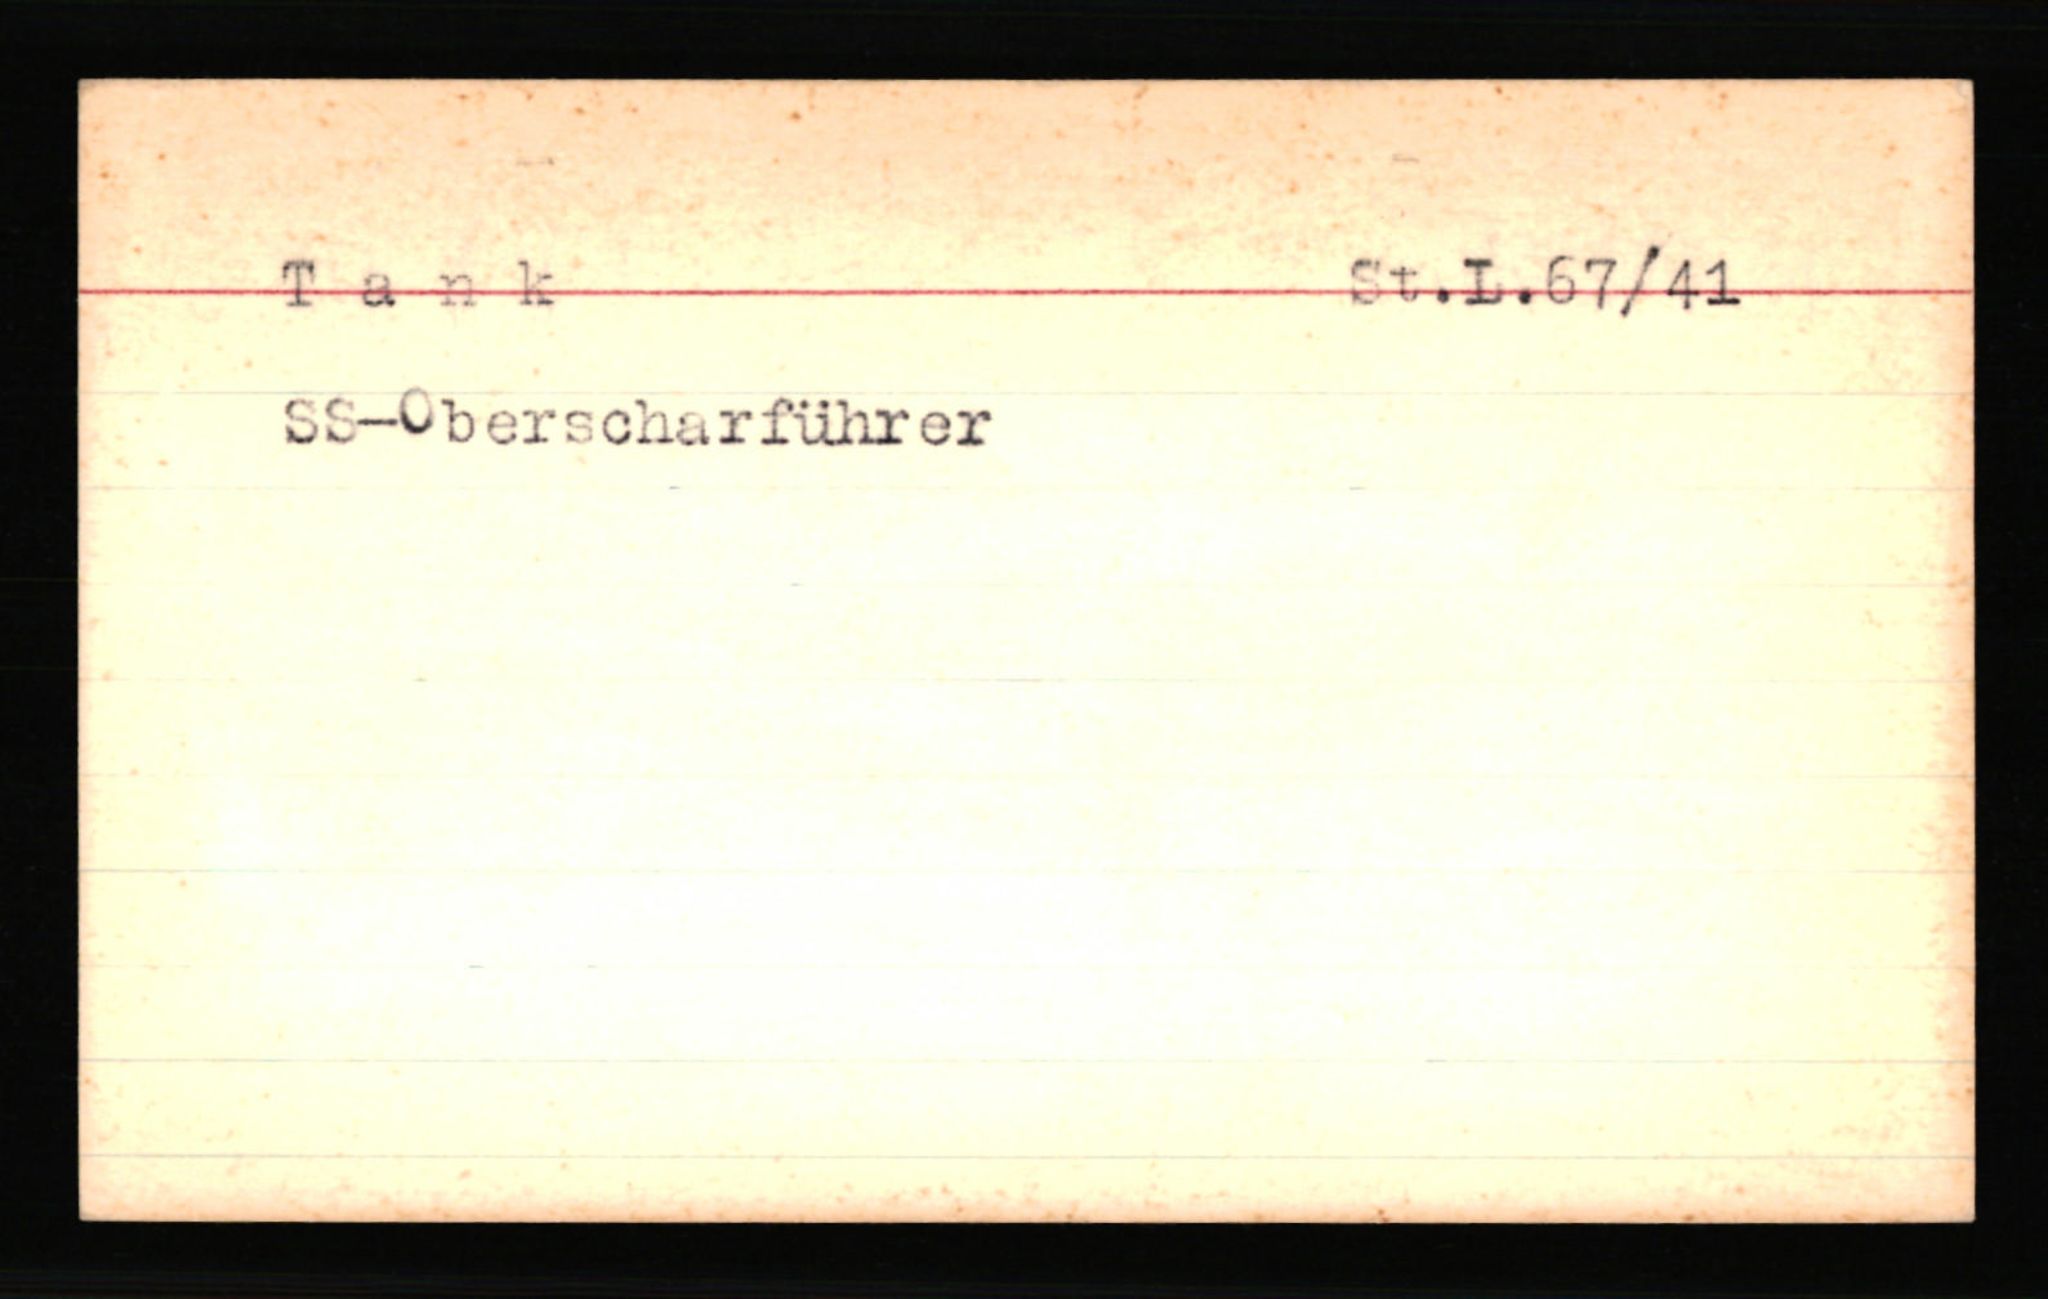 T a n k St.L.67/41
SS-Oberscharführer